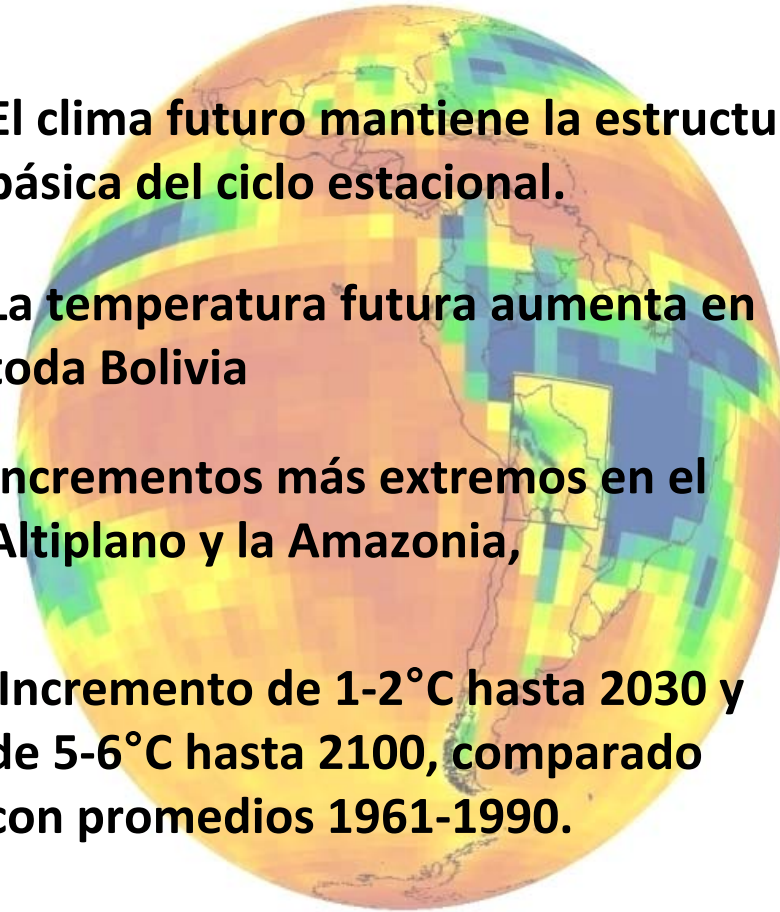 El clima futuro mantiene la estructu
básica del ciclo estacional.
La temperatura futura aumenta en
toda Bolivia
ncrementos más extremos en el
Altiplano y la Amazonia,
Incremento de 1-2°C hasta 2030 y
de 5-6°C hasta 2100, comparado
con promedios 1961-1990.